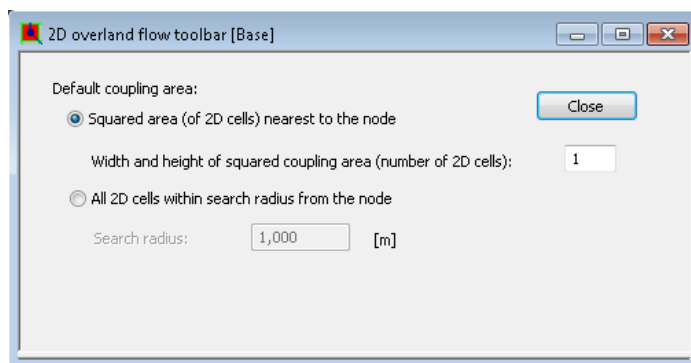 2D overland flow toolbar [Base]
Default coupling area:
Close
Squared area (of 2D cells) nearest to the node
Width and height of squared coupling area (number of 2D cells): 1
All 2D cells within search radius from the node
Search radius: 1,000 [m]